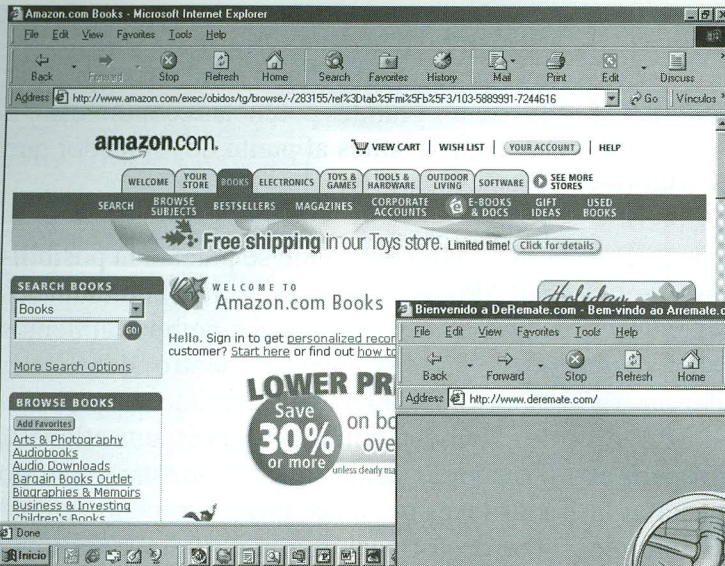 Amazon.com Books - Microsoft Internet Explorer
File Edit View Favorites Tools Help
Back Forward Stop Refresh Home Search Favorites History Mail Print Edit Discuss
Address http://www.amazon.com/exec/obidos/tg/browse/-/283155/ref%3Dtab%5Fmi%5Fb%5F3/103-5889991-7244616 Go Vínculos
amazon.com. VIEW CART | WISH LIST | YOUR ACCOUNT | HELP
WELCOME YOUR STORE BOOKS ELECTRONICS TOYS & GAMES TOOLS & HARDWARE OUTDOOR LIVING SOFTWARE SEE MORE STORES
SEARCH BROWSE SUBJECTS BESTSELLERS MAGAZINES CORPORATE ACCOUNTS E-BOOKS & DOCS GIFT IDEAS USED BOOKS
Free shipping in our Toys store. Limited time! Click for details
SEARCH BOOKS
Books
GO!
More Search Options
BROWSE BOOKS
Add Favorites
Arts & Photography
Audiobooks
Audio Downloads
Bargain Books Outlet
Biographies & Memoirs
Business & Investing
Children's Books
WELCOME TO
Amazon.com Books
Holiday
Hello. Sign in to get personalized recom
customer? Start here or find out how to
LOWER PRI
Save
30%
or more
on bo
ove
unless clearly ma
Bienvenido a DeRemate.com - Bem-vindo ao Arremate.c
File Edit View Favorites Tools Help
Back Forward Stop Refresh Home
Address http://www.deremate.com/
Done
Inicio